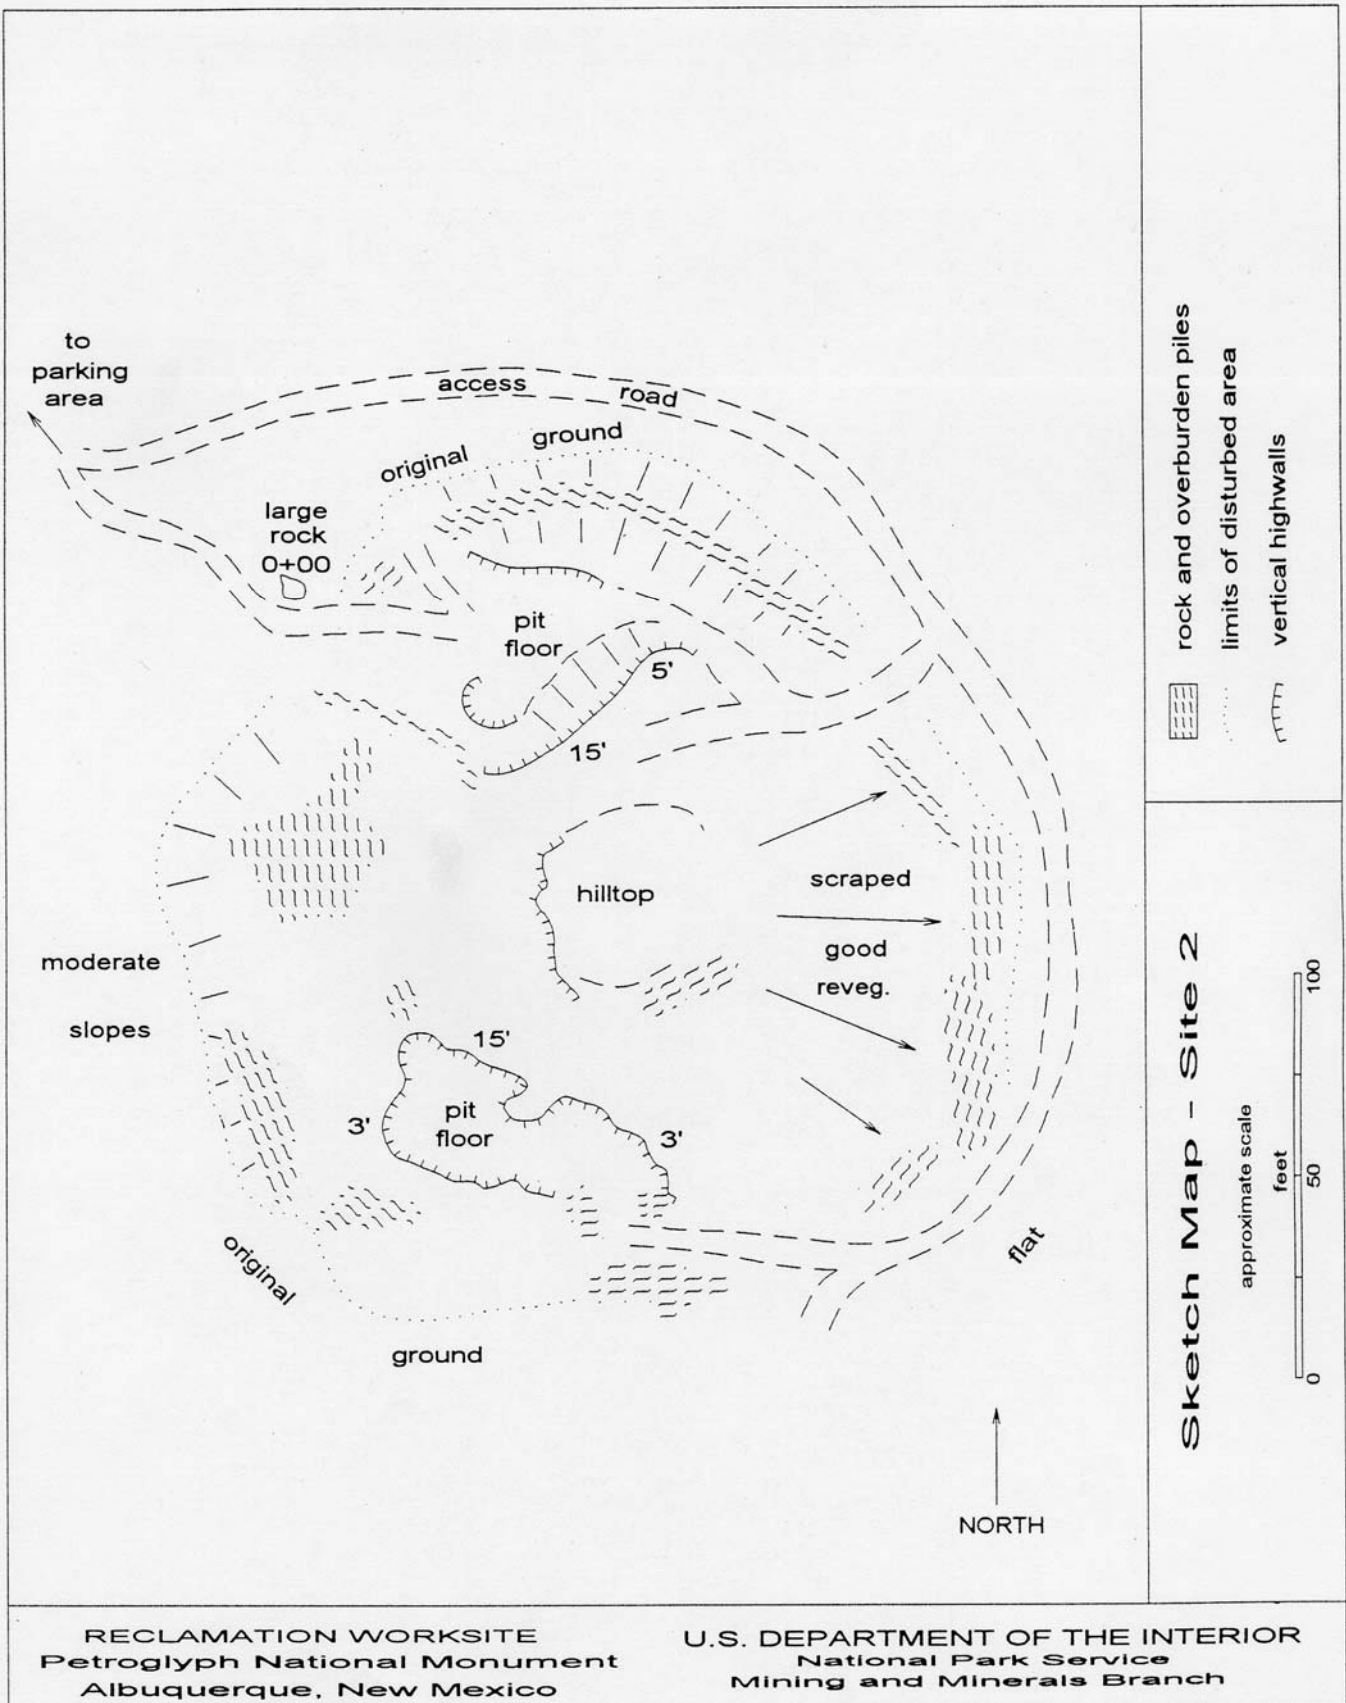 to
parking
area
access road
original ground
large
rock
0+00
pit
floor
5'
15'
hilltop
scraped
good
reveg.
moderate
slopes
15'
3'
pit
floor
3'
original
ground
flat
NORTH
rock and overburden piles
limits of disturbed area
vertical highwalls
Sketch Map - Site 2
approximate scale
feet
0 50 100
RECLAMATION WORKSITE
Petroglyph National Monument
Albuquerque, New Mexico
U.S. DEPARTMENT OF THE INTERIOR
National Park Service
Mining and Minerals Branch